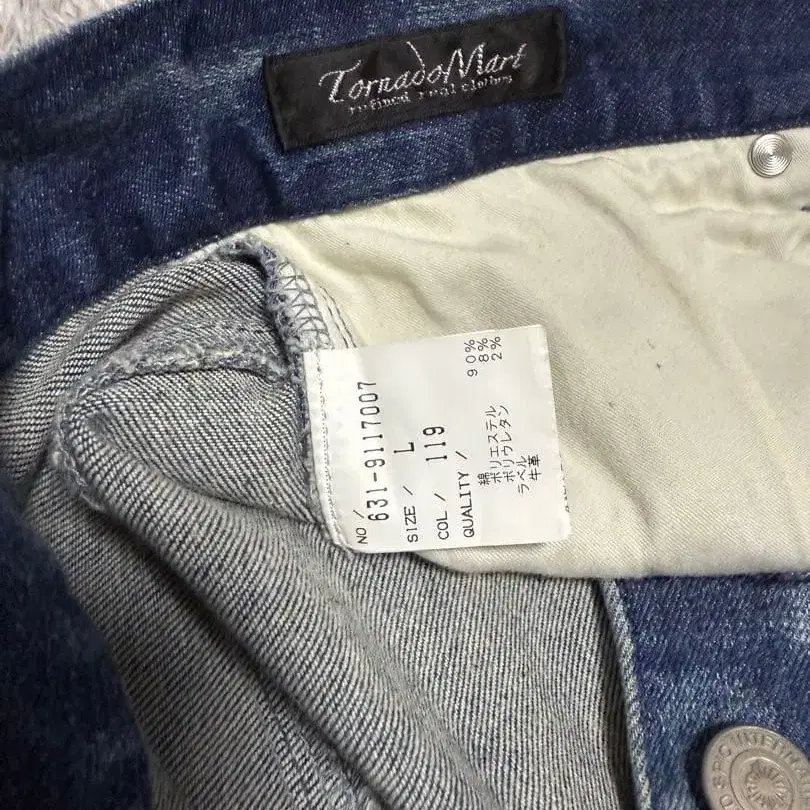 TornadoMart
refined real clothes
NO/
631-9117007
SIZE/ L
COL/ 119
QUALITY/
綿 90%
ポリエステル 8%
ポリウレタン 2%
ラベル
牛革